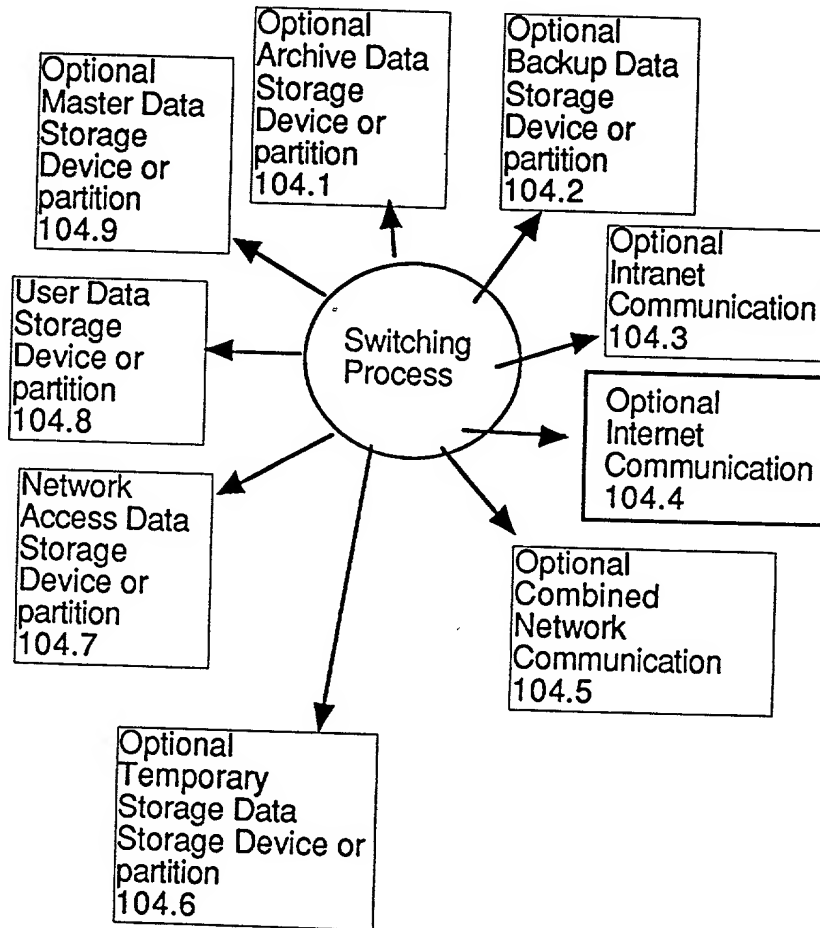 Optional
Archive Data
Storage
Device or
partition
104.1
Optional
Backup Data
Storage
Device or
partition
104.2
Optional
Master Data
Storage
Device or
partition
104.9
Optional
Intranet
Communication
104.3
User Data
Storage
Device or
partition
104.8
Switching
Process
Optional
Internet
Communication
104.4
Network
Access Data
Storage
Device or
partition
104.7
Optional
Combined
Network
Communication
104.5
Optional
Temporary
Storage Data
Storage Device or
partition
104.6